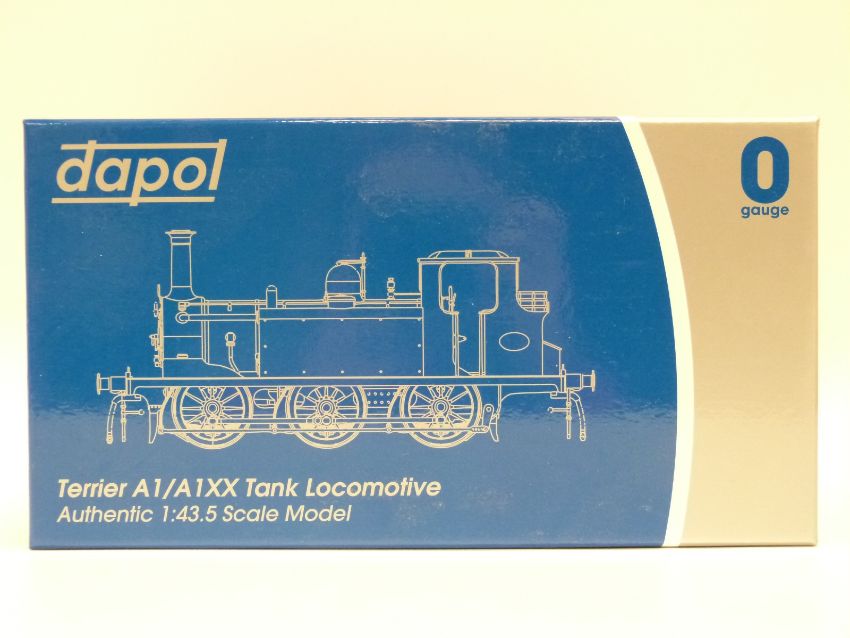 dapol
0
gauge
Terrier A1/A1XX Tank Locomotive
Authentic 1:43.5 Scale Model